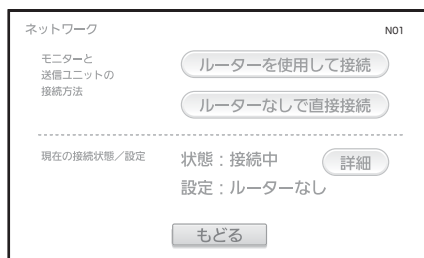 ネットワーク
N01
モニターと
送信ユニットの
接続方法
ルーターを使用して接続
ルーターなしで直接接続
現在の接続状態／設定
状態：接続中
詳細
設定：ルーターなし
もどる